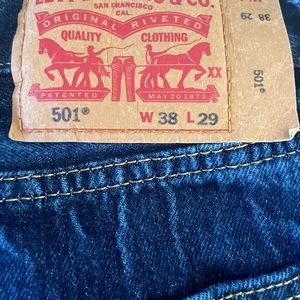 SAN FRANCISCO
CAL.
ORIGINAL RIVETED
QUALITY CLOTHING
XX
PATENTED MAY 20 1873
501® W 38 L 29
38 29
501®